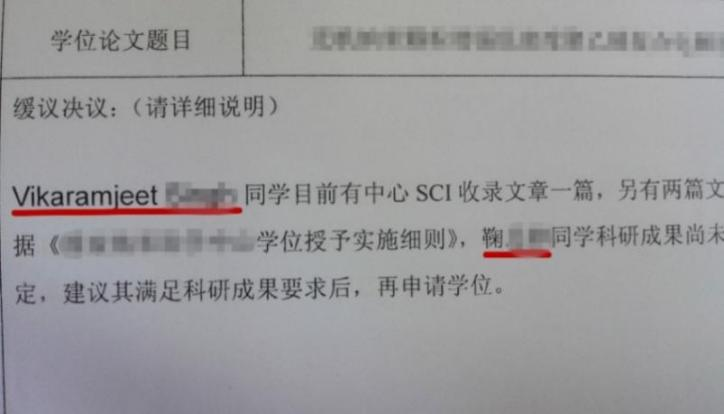 学位论文题目
缓议决议：（请详细说明）
Vikaramjeet 同学目前有中心 SCI 收录文章一篇，另有两篇文
据《 学位授予实施细则》，鞠 同学科研成果尚未
定，建议其满足科研成果要求后，再申请学位。